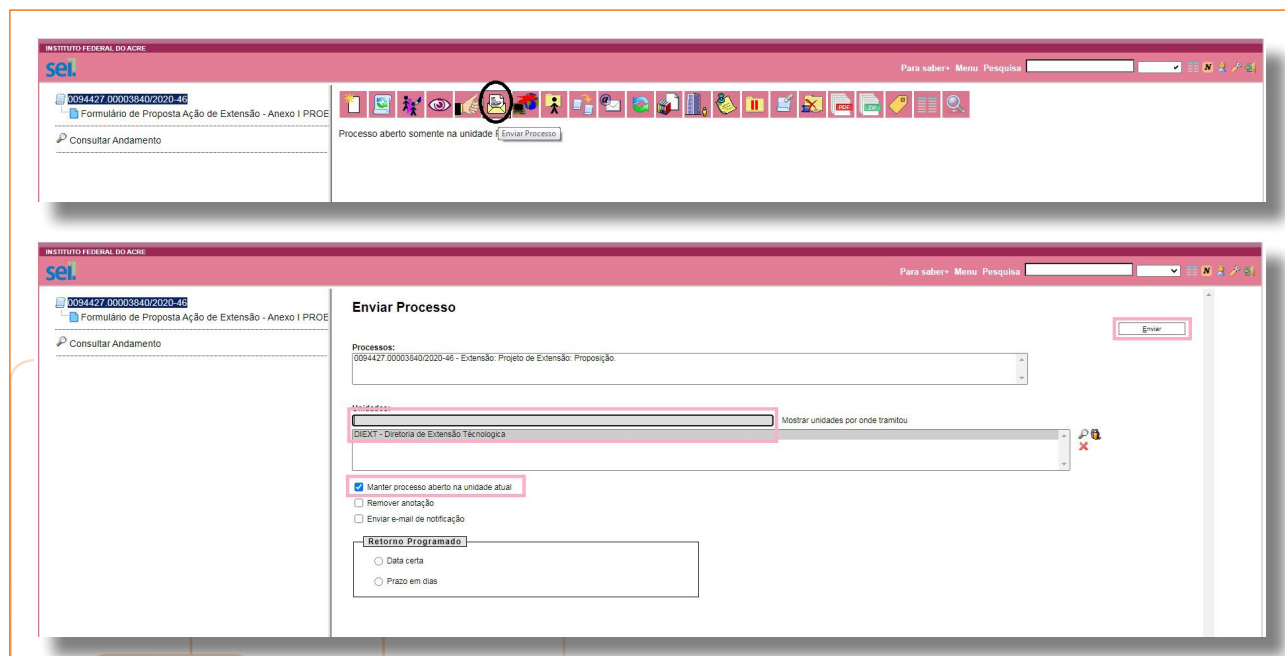 INSTITUTO FEDERAL DO ACRE
sei.
Para saber+ Menu Pesquisa
0094427.00003840/2020-46
Formulário de Proposta Ação de Extensão - Anexo I PROE
Consultar Andamento
Processo aberto somente na unidade
Enviar Processo
INSTITUTO FEDERAL DO ACRE
sei.
Para saber+ Menu Pesquisa
0094427.00003840/2020-46
Formulário de Proposta Ação de Extensão - Anexo I PROE
Consultar Andamento
Enviar Processo
Enviar
Processos:
0094427.00003840/2020-46 - Extensão: Projeto de Extensão: Proposição.
Unidades:
Mostrar unidades por onde tramitou
DIEXT - Diretoria de Extensão Técnologica
Manter processo aberto na unidade atual
Remover anotação
Enviar e-mail de notificação
Retorno Programado
Data certa
Prazo em dias